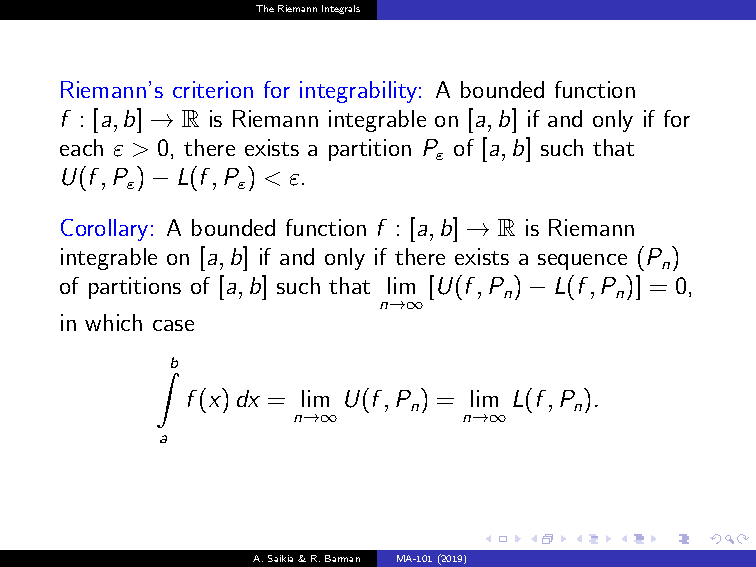 The Riemann Integrals
Riemann's criterion for integrability: A bounded function
f : [a, b] → ℝ is Riemann integrable on [a, b] if and only if for
each ε > 0, there exists a partition P_ε of [a, b] such that
U(f, P_ε) − L(f, P_ε) < ε.
Corollary: A bounded function f : [a, b] → ℝ is Riemann
integrable on [a, b] if and only if there exists a sequence (P_n)
of partitions of [a, b] such that lim_{n→∞} [U(f, P_n) − L(f, P_n)] = 0,
in which case
∫_a^b f(x) dx = lim_{n→∞} U(f, P_n) = lim_{n→∞} L(f, P_n).
A. Saikia & R. Barman MA-101 (2019)